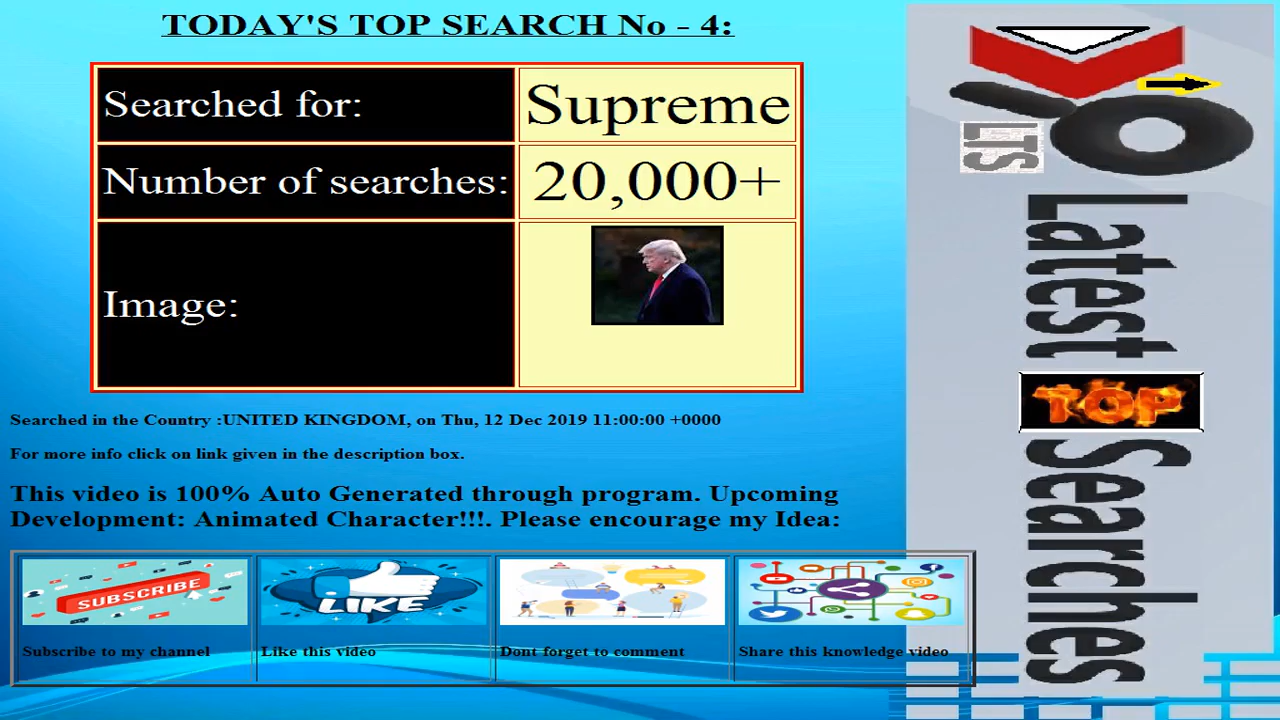 TODAY'S TOP SEARCH No - 4:
Searched for:
Supreme
Number of searches:
20,000+
Image:
Searched in the Country :UNITED KINGDOM, on Thu, 12 Dec 2019 11:00:00 +0000
For more info click on link given in the description box.
This video is 100% Auto Generated through program. Upcoming
Development: Animated Character!!!. Please encourage my Idea:
SUBSCRIBE
LIKE
Subscribe to my channel
Like this video
Dont forget to comment
Share this knowledge video
LTS
Latest
TOP
Searches